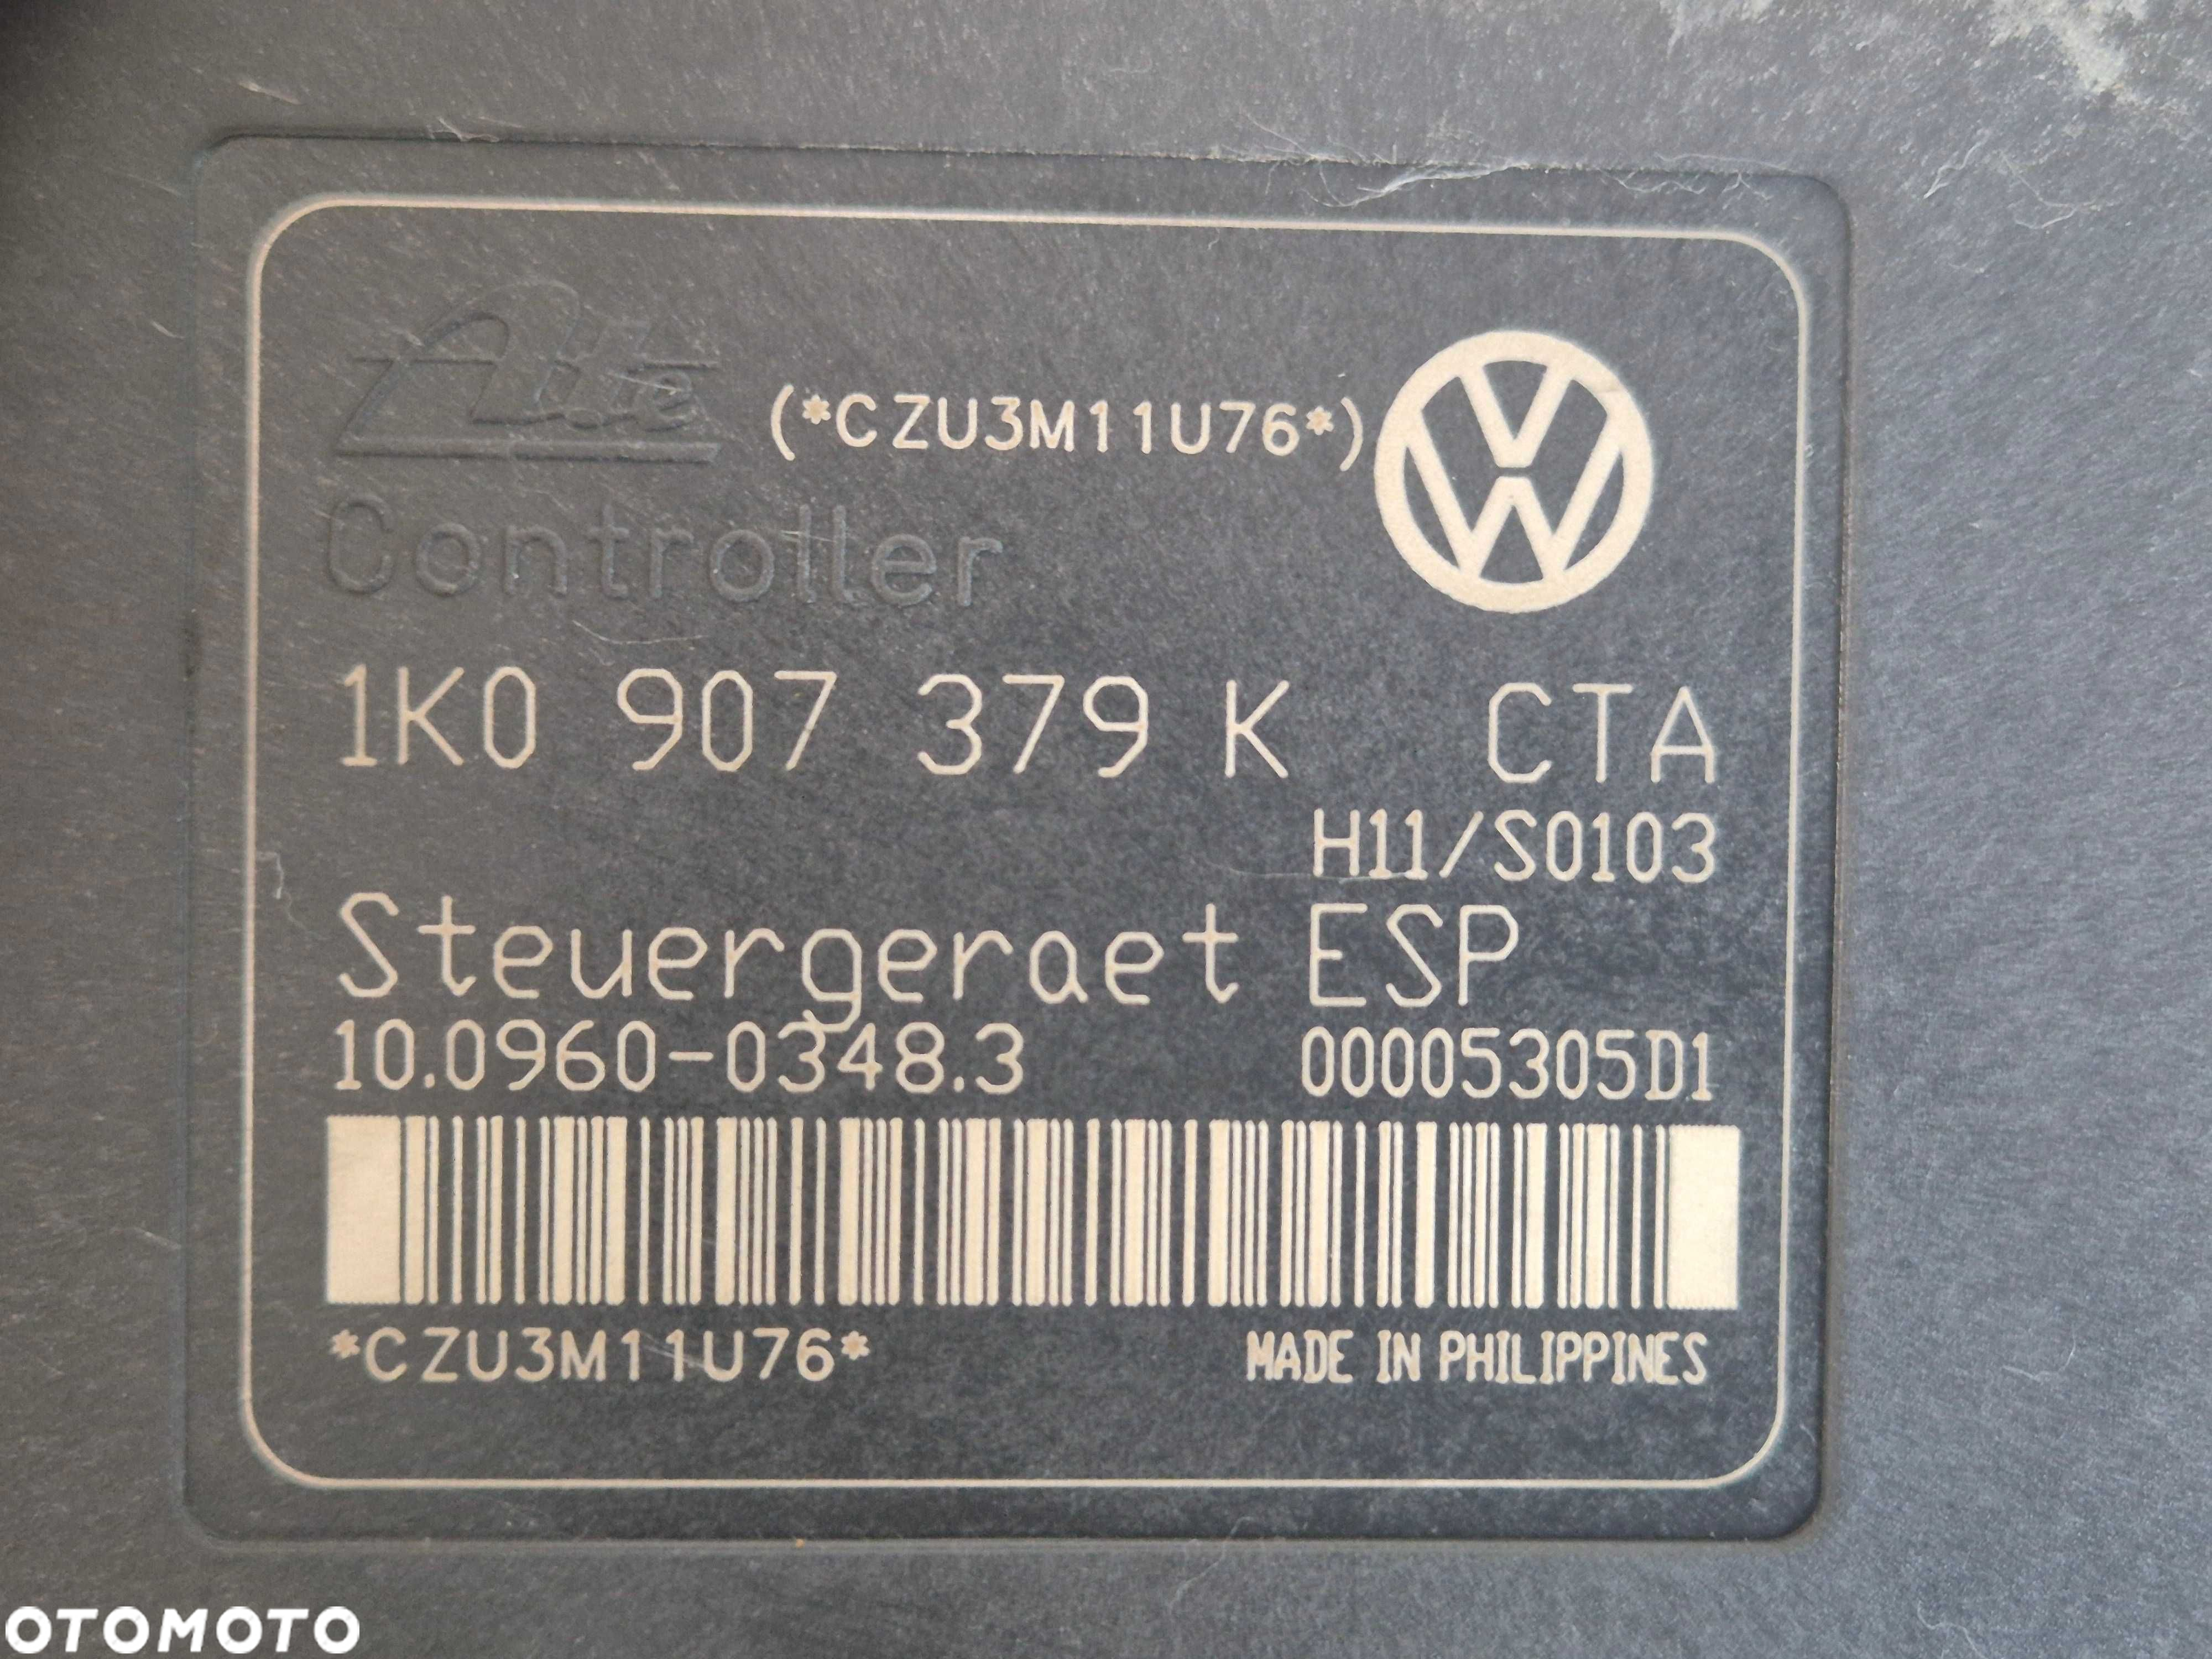 Ate (*CZU3M11U76*)
Controller
1K0 907 379 K CTA
H11/S0103
Steuergeraet ESP
10.0960-0348.3 00005305D1
*CZU3M11U76* MADE IN PHILIPPINES
OTOMOTO